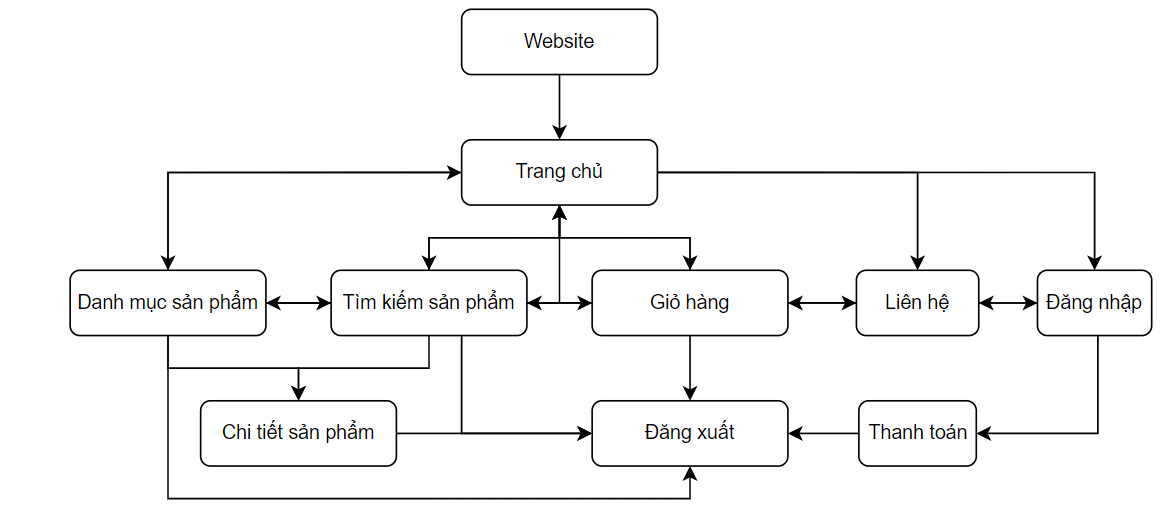 Website
Trang chủ
Danh mục sản phẩm
Tìm kiếm sản phẩm
Giỏ hàng
Liên hệ
Đăng nhập
Chi tiết sản phẩm
Đăng xuất
Thanh toán